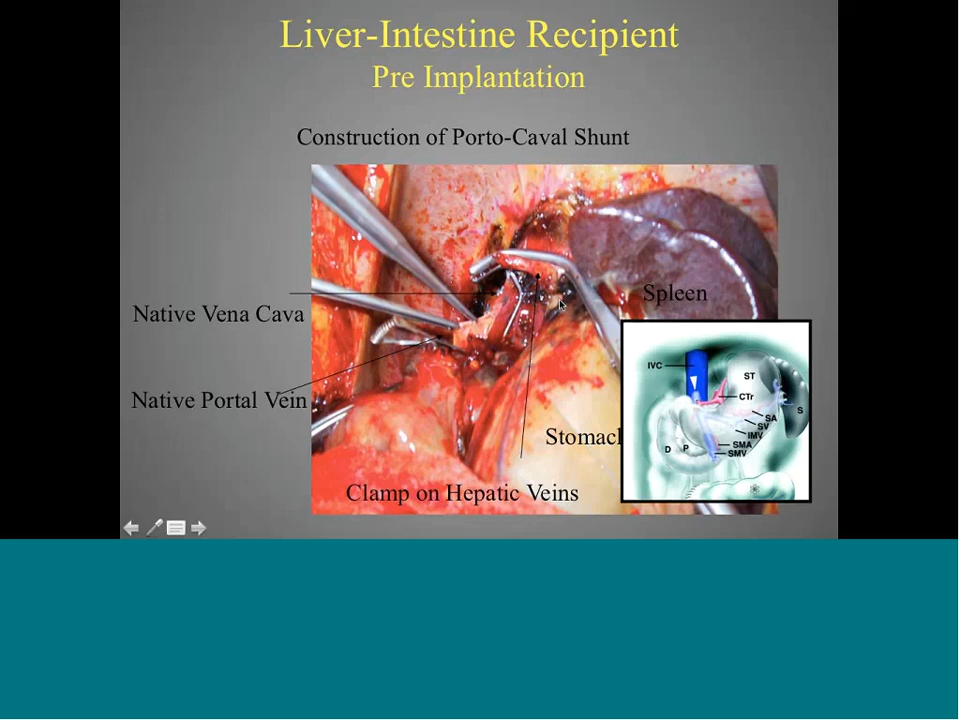 Liver-Intestine Recipient
Pre Implantation
Construction of Porto-Caval Shunt
Spleen
Native Vena Cava
Native Portal Vein
Stomach
Clamp on Hepatic Veins
IVC
ST
CTr
S
SA
SV
IMV
SMA
SMV
D
P